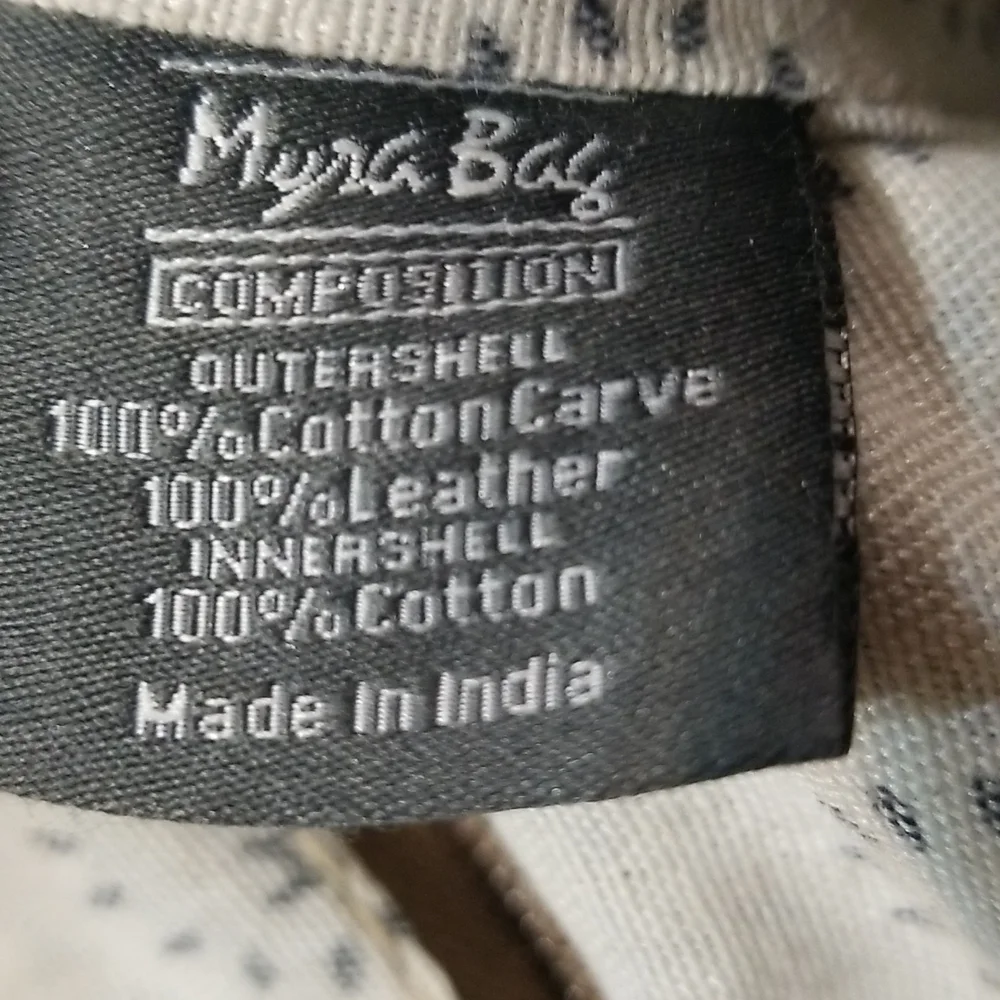 Myra Bag
COMPOSITION
OUTERSHELL
100% Cotton Carve
100% Leather
INNERSHELL
100% Cotton
Made In India